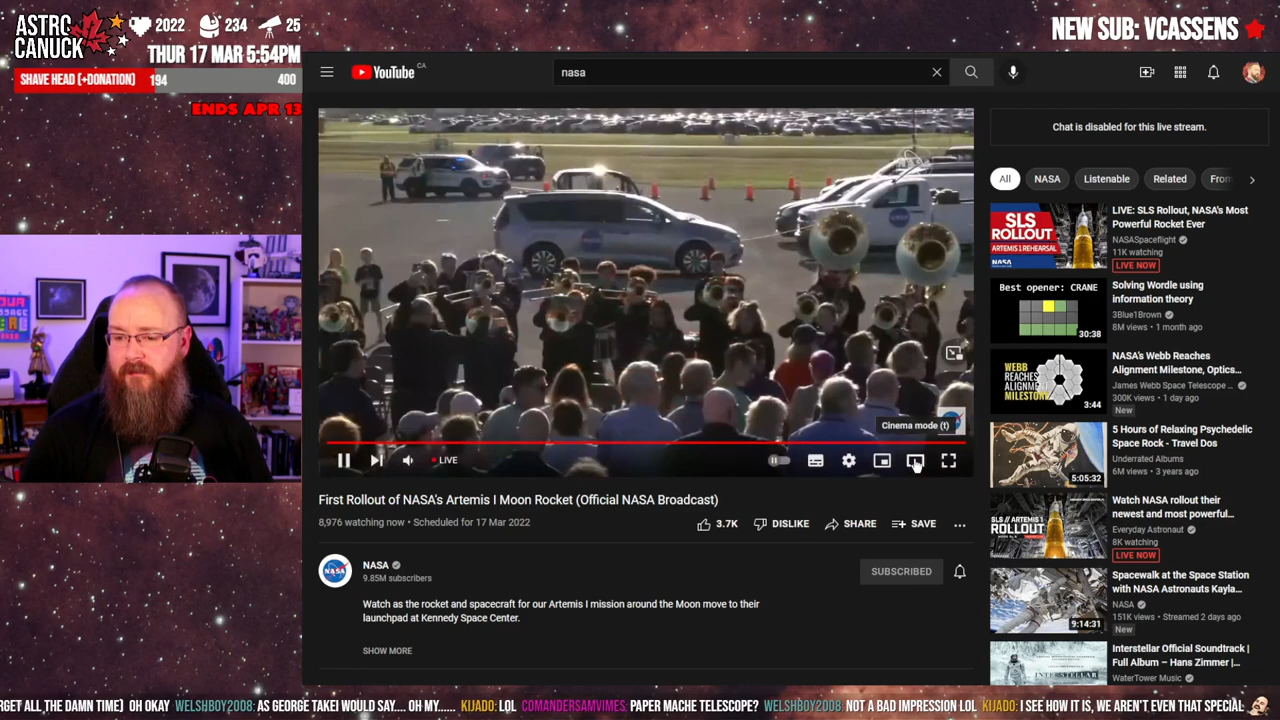 ASTRO
CANUCK
2022
234
25
THUR 17 MAR 5:54PM
SHAVE HEAD (+DONATION)
194
400
ENDS APR 13
NEW SUB: VCASSENS
YouTube
CA
nasa
Chat is disabled for this live stream.
All
NASA
Listenable
Related
From
Cinema mode (t)
LIVE
First Rollout of NASA's Artemis I Moon Rocket (Official NASA Broadcast)
8,976 watching now • Scheduled for 17 Mar 2022
3.7K
DISLIKE
SHARE
SAVE
NASA
NASA
9.85M subscribers
SUBSCRIBED
Watch as the rocket and spacecraft for our Artemis I mission around the Moon move to their
launchpad at Kennedy Space Center.
SHOW MORE
SLS
ROLLOUT
ARTEMIS 1 REHEARSAL
NASA
LIVE: SLS Rollout, NASA's Most
Powerful Rocket Ever
NASASpaceflight
11K watching
LIVE NOW
Best opener: CRANE
30:38
Solving Wordle using
information theory
3Blue1Brown
8M views • 1 month ago
WEBB
REACHES
ALIGNMENT
MILESTONE
3:44
NASA's Webb Reaches
Alignment Milestone, Optics...
James Webb Space Telescope ...
300K views • 1 day ago
New
5:05:32
5 Hours of Relaxing Psychedelic
Space Rock - Travel Dos
Underrated Albums
6M views • 3 years ago
SLS // ARTEMIS 1
ROLLOUT
Watch NASA rollout their
newest and most powerful...
Everyday Astronaut
8K watching
LIVE NOW
9:14:31
Spacewalk at the Space Station
with NASA Astronauts Kayla...
NASA
151K views • Streamed 2 days ago
New
INTERSTELLAR
Interstellar Official Soundtrack |
Full Album – Hans Zimmer |...
WaterTower Music
RGET ALL THE DAMN TIME) OH OKAY WELSHBOY2008: AS GEORGE TAKEI WOULD SAY.... OH MY...... KIJADO: LOL COMANDERSAMVIMES: PAPER MACHE TELESCOPE? WELSHBOY2008: NOT A BAD IMPRESSION LOL KIJADO: I SEE HOW IT IS, WE AREN'T EVEN THAT SPECIAL